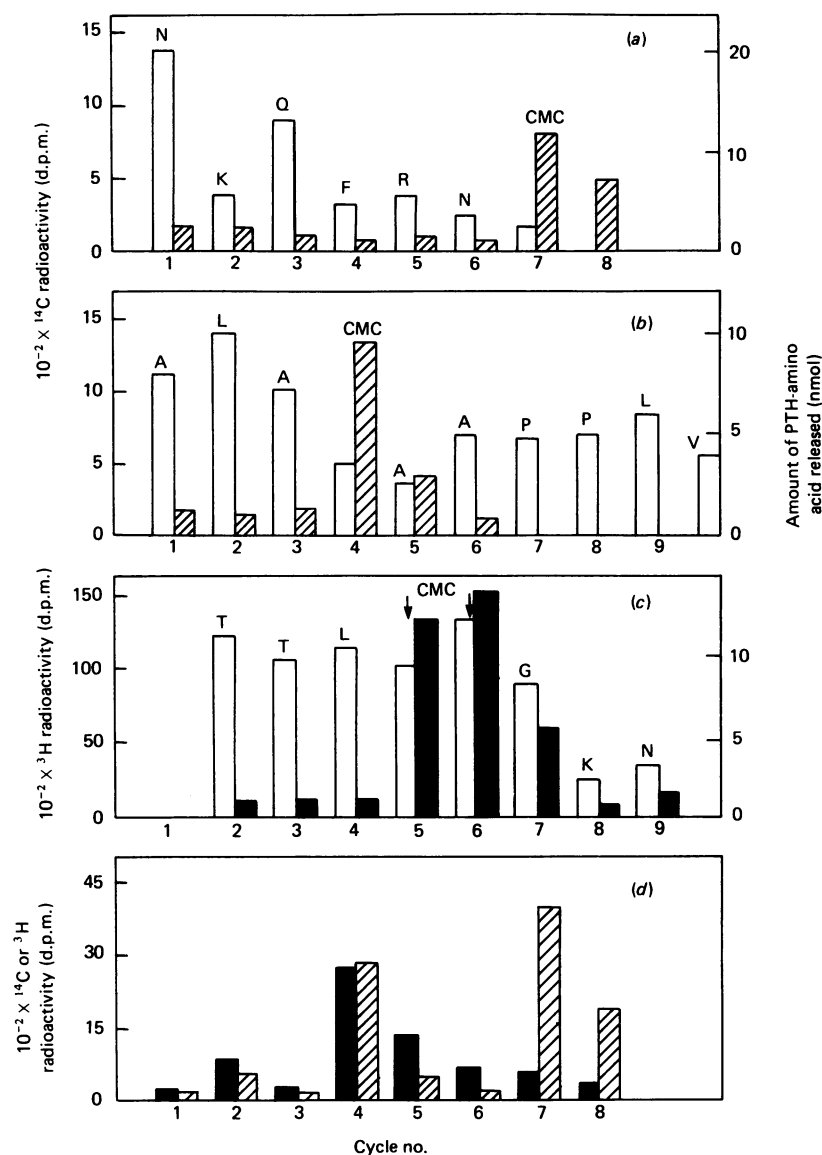 (a)
15
10
5
0
20
10
0
N
K
Q
F
R
N
CMC
1 2 3 4 5 6 7 8
10⁻² × ¹⁴C radioactivity (d.p.m.)
(b)
15
10
5
0
10
5
0
A
L
A
CMC
A
A
P
P
L
V
1 2 3 4 5 6 7 8 9
Amount of PTH-amino
acid released (nmol)
(c)
150
100
50
0
10
5
0
T
T
L
CMC
G
K
N
1 2 3 4 5 6 7 8 9
10⁻² × ³H radioactivity (d.p.m.)
(d)
45
30
15
0
1 2 3 4 5 6 7 8
10⁻² × ¹⁴C or ³H
radioactivity (d.p.m.)
Cycle no.